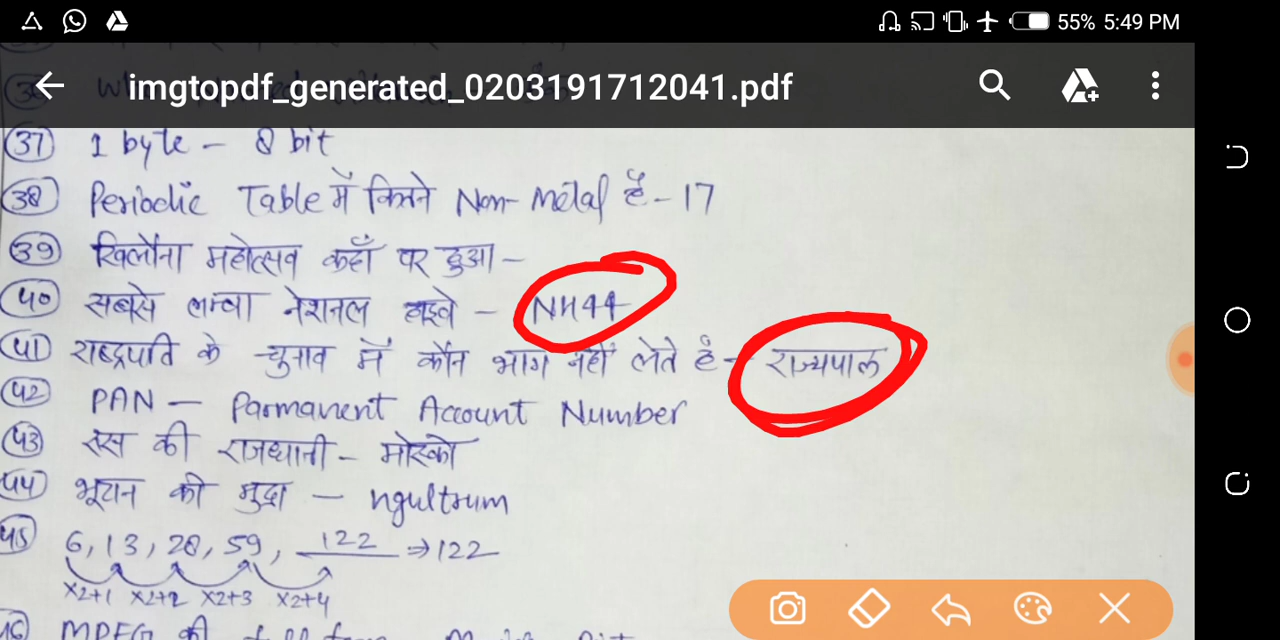 55% 5:49 PM
imgtopdf_generated_0203191712041.pdf
37 1 byte - 8 bit
38 Periodic Table में कितने Non-Metal है - 17
39 खिलौना महोत्सव कहाँ पर हुआ -
40 सबसे लम्बा नेशनल हाइवे - NH44
41 राष्ट्रपति के चुनाव में कौन भाग नहीं लेते है - राज्यपाल
42 PAN - Parmanent Account Number
43 रूस की राजधानी - मोस्को
44 भूटान की मुद्रा - ngultrum
45 6, 13, 28, 59, 122 ⇒ 122
x2+1 x2+2 x2+3 x2+4
MPEG की